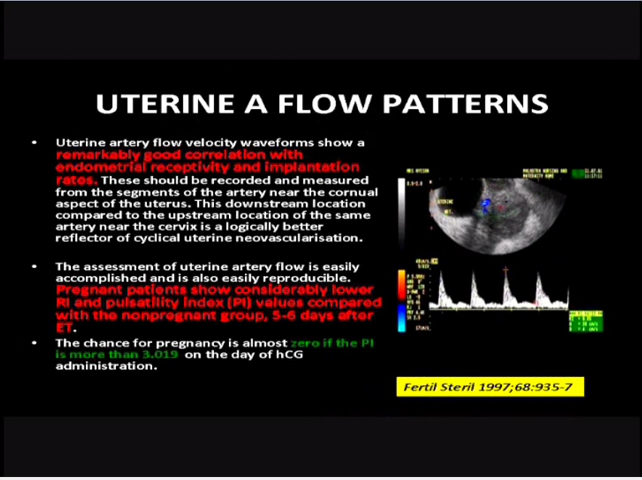 UTERINE A FLOW PATTERNS
• Uterine artery flow velocity waveforms show a
remarkably good correlation with
endometrial receptivity and implantation
rates. These should be recorded and measured
from the segments of the artery near the cornual
aspect of the uterus. This downstream location
compared to the upstream location of the same
artery near the cervix is a logically better
reflector of cyclical uterine neovascularisation.
• The assessment of uterine artery flow is easily
accomplished and is also easily reproducible.
Pregnant patients show considerably lower
RI and pulsatility index (PI) values compared
with the nonpregnant group, 5-6 days after
ET.
• The chance for pregnancy is almost zero if the PI
is more than 3.019 on the day of hCG
administration.
UTERINE
Fertil Steril 1997;68:935-7